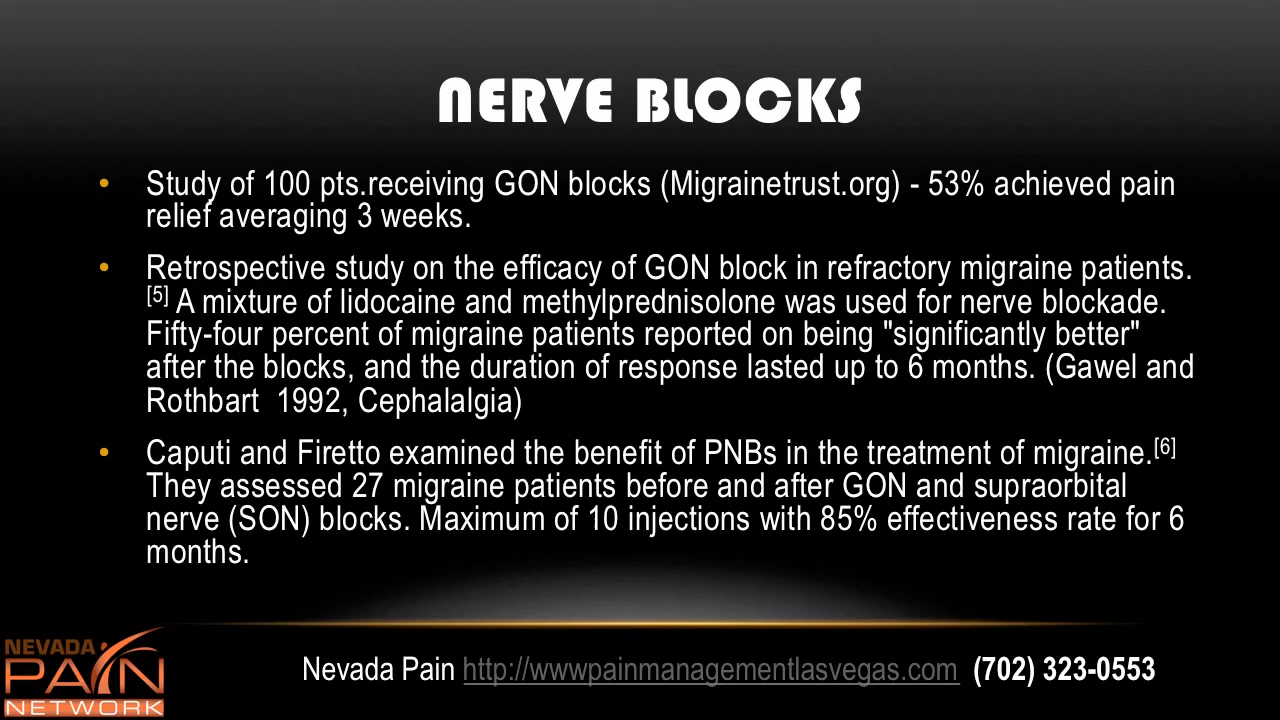 NERVE BLOCKS
• Study of 100 pts.receiving GON blocks (Migrainetrust.org) - 53% achieved pain
relief averaging 3 weeks.
• Retrospective study on the efficacy of GON block in refractory migraine patients.
[5] A mixture of lidocaine and methylprednisolone was used for nerve blockade.
Fifty-four percent of migraine patients reported on being "significantly better"
after the blocks, and the duration of response lasted up to 6 months. (Gawel and
Rothbart  1992, Cephalalgia)
• Caputi and Firetto examined the benefit of PNBs in the treatment of migraine.[6]
They assessed 27 migraine patients before and after GON and supraorbital
nerve (SON) blocks. Maximum of 10 injections with 85% effectiveness rate for 6
months.
NEVADA
PAIN
NETWORK
Nevada Pain http://wwwpainmanagementlasvegas.com (702) 323-0553